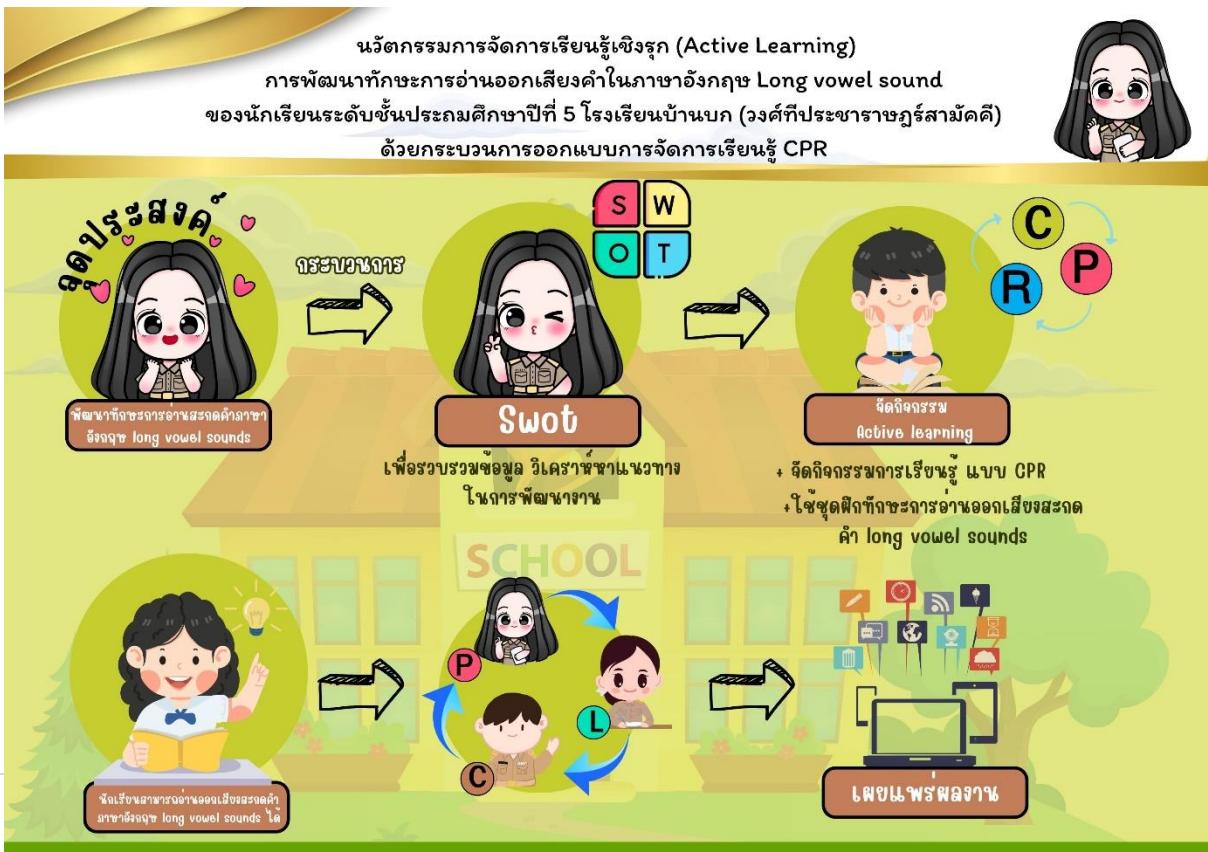 นวัตกรรมการจัดการเรียนรู้เชิงรุก (Active Learning)
การพัฒนาทักษะการอ่านออกเสียงคำในภาษาอังกฤษ Long vowel sound
ของนักเรียนระดับชั้นประถมศึกษาปีที่ 5 โรงเรียนบ้านบก (วงศ์ทีประชาราษฎร์สามัคคี)
ด้วยกระบวนการออกแบบการจัดการเรียนรู้ CPR
จุดประสงค์
พัฒนาทักษะการอ่านสะกดคำภาษา
อังกฤษ long vowel sounds
กระบวนการ
S W
O T
Swot
เพื่อรวบรวมข้อมูล วิเคราะห์หาแนวทาง
ในการพัฒนางาน
C
P
R
จัดกิจกรรม
Active learning
+ จัดกิจกรรมการเรียนรู้ แบบ CPR
+ใช้ชุดฝึกทักษะการอ่านออกเสียงสะกด
คำ long vowel sounds
SCHOOL
นักเรียนสามารถอ่านออกเสียงสะกดคำ
ภาษาอังกฤษ long vowel sounds ได้
P
L
C
เผยแพร่ผลงาน